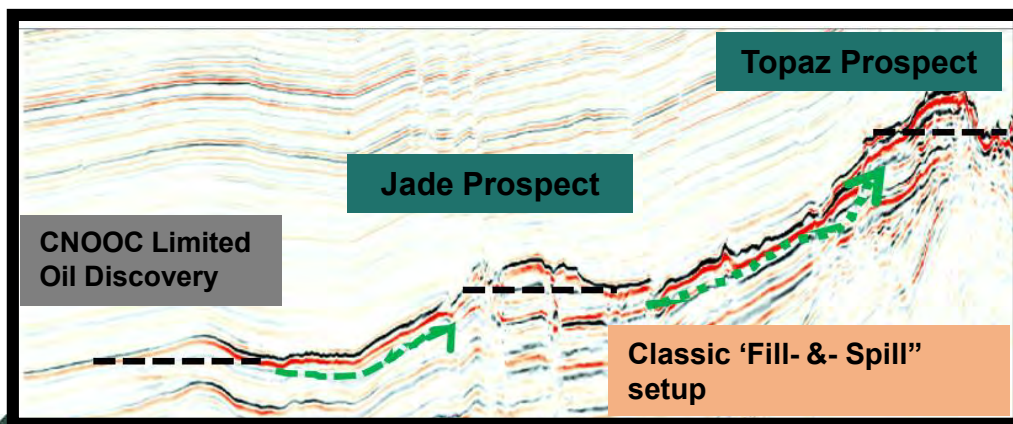 Topaz Prospect
Jade Prospect
CNOOC Limited
Oil Discovery
Classic ‘Fill- &- Spill”
setup